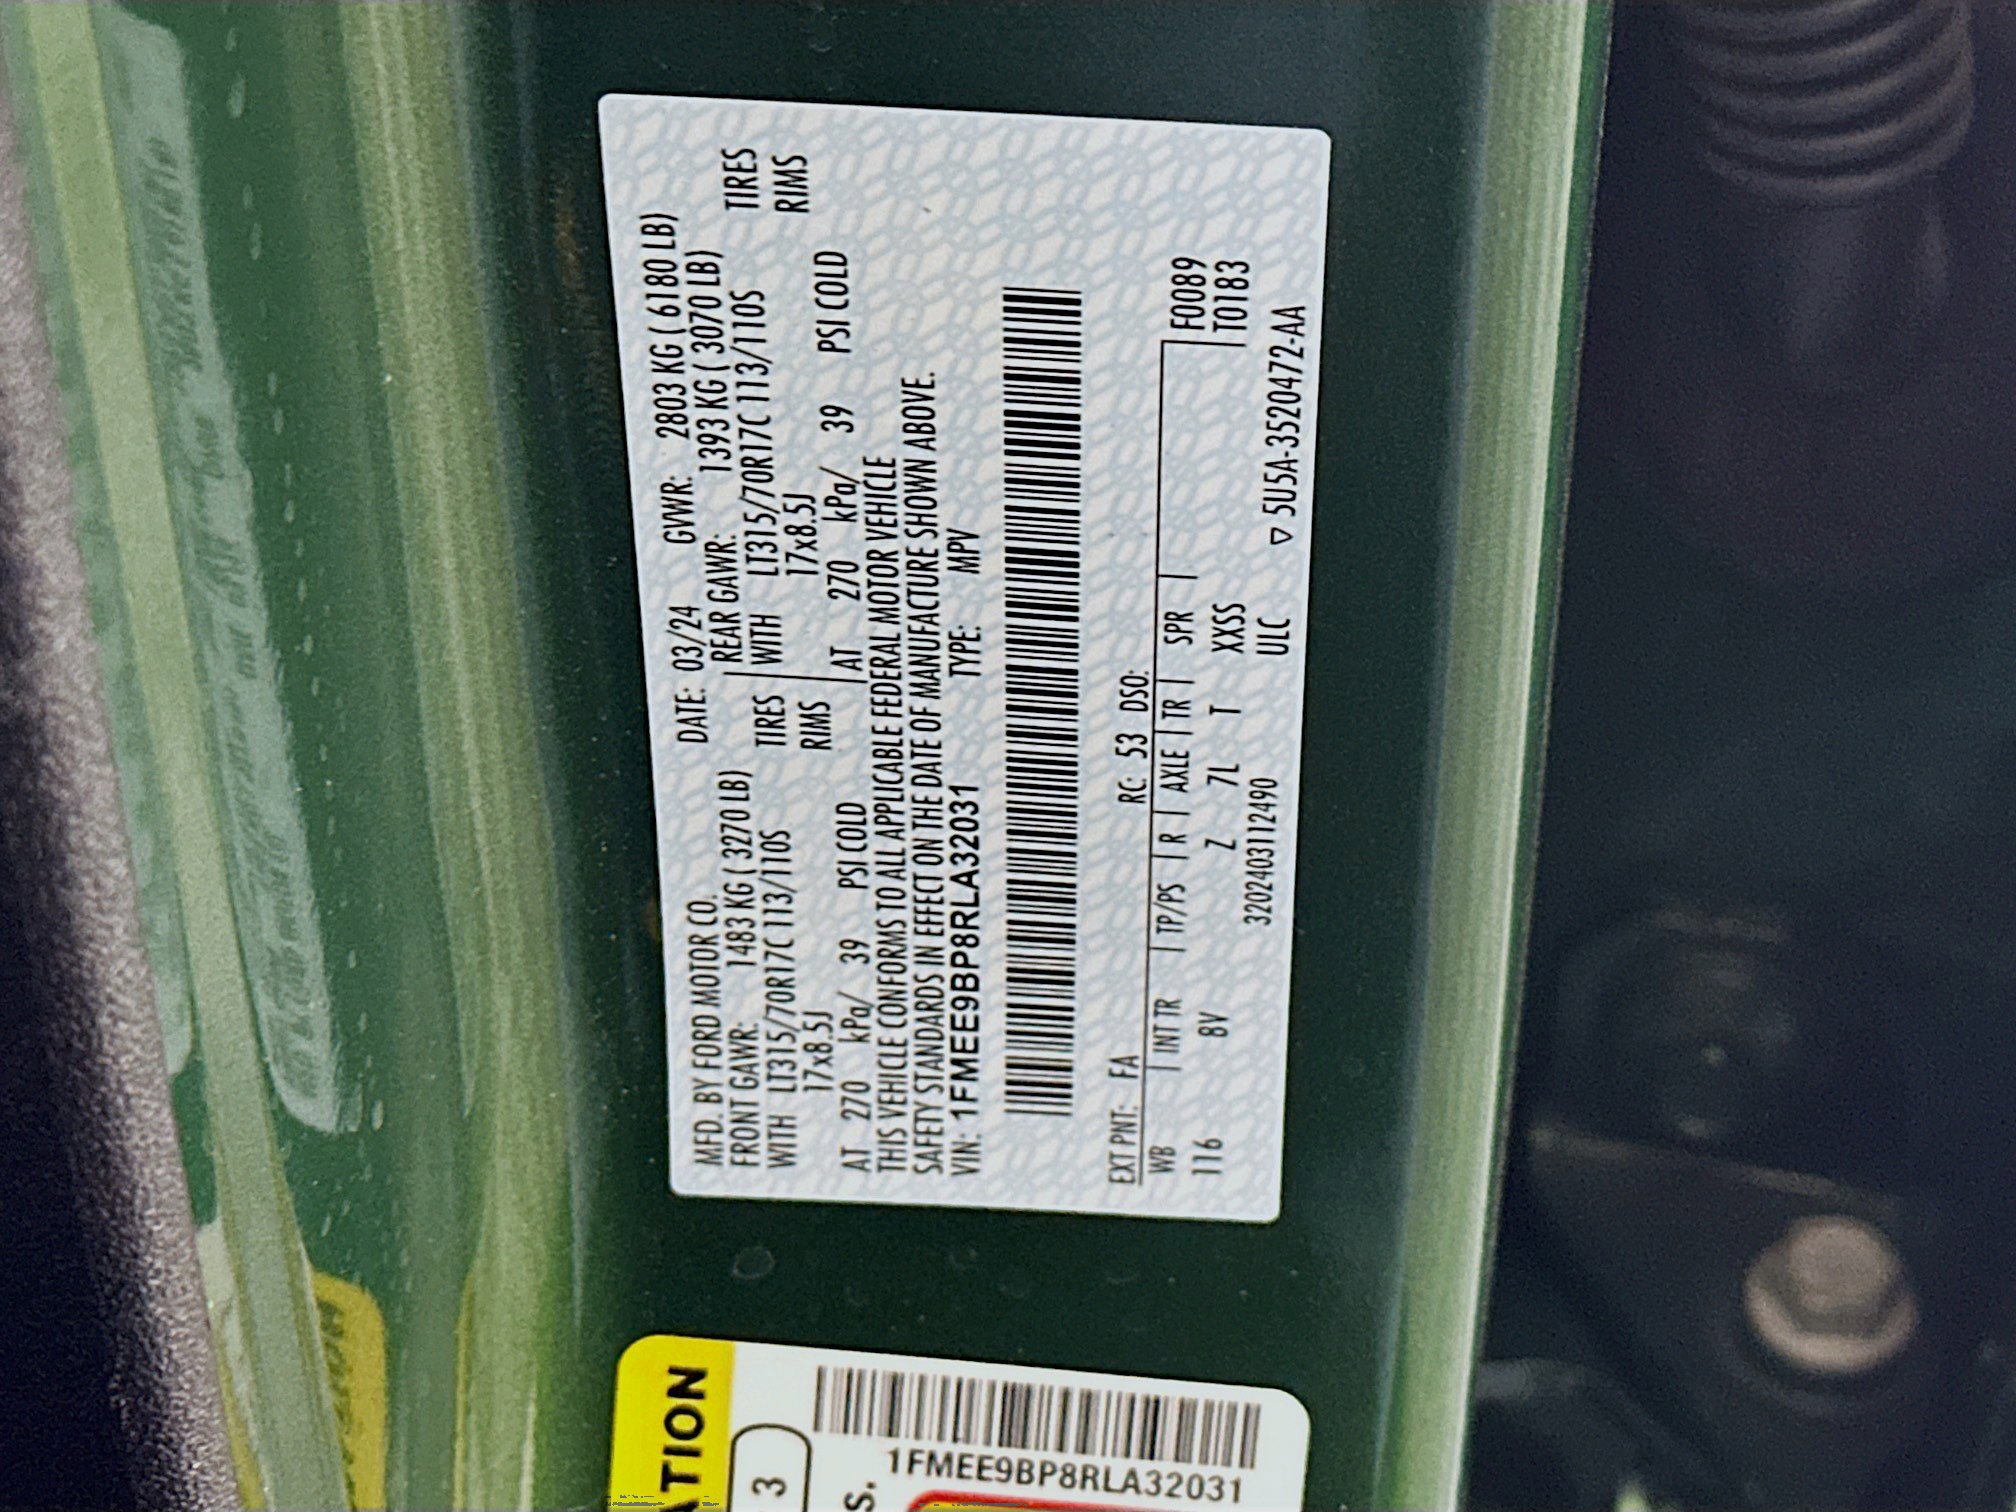 MFD. BY FORD MOTOR CO. DATE: 03/24 GVWR: 2803 KG ( 6180 LB)
FRONT GAWR: 1483 KG ( 3270 LB) REAR GAWR: 1393 KG ( 3070 LB)
WITH LT315/70R17C 113/110S TIRES WITH LT315/70R17C 113/110S TIRES
17x8.5J RIMS 17x8.5J RIMS
AT 270 kPa/ 39 PSI COLD AT 270 kPa/ 39 PSI COLD
THIS VEHICLE CONFORMS TO ALL APPLICABLE FEDERAL MOTOR VEHICLE
SAFETY STANDARDS IN EFFECT ON THE DATE OF MANUFACTURE SHOWN ABOVE.
VIN: 1FMEE9BP8RLA32031 TYPE: MPV
EXT PNT: FA RC: 53 DSO:
WB | INT TR | TP/PS | R | AXLE | TR | SPR | F0089
116 8V Z 7L T XXSS T0183
3202403112490 ULC ▽ 5U5A-3520472-AA
ATION
3
S.
1FMEE9BP8RLA32031